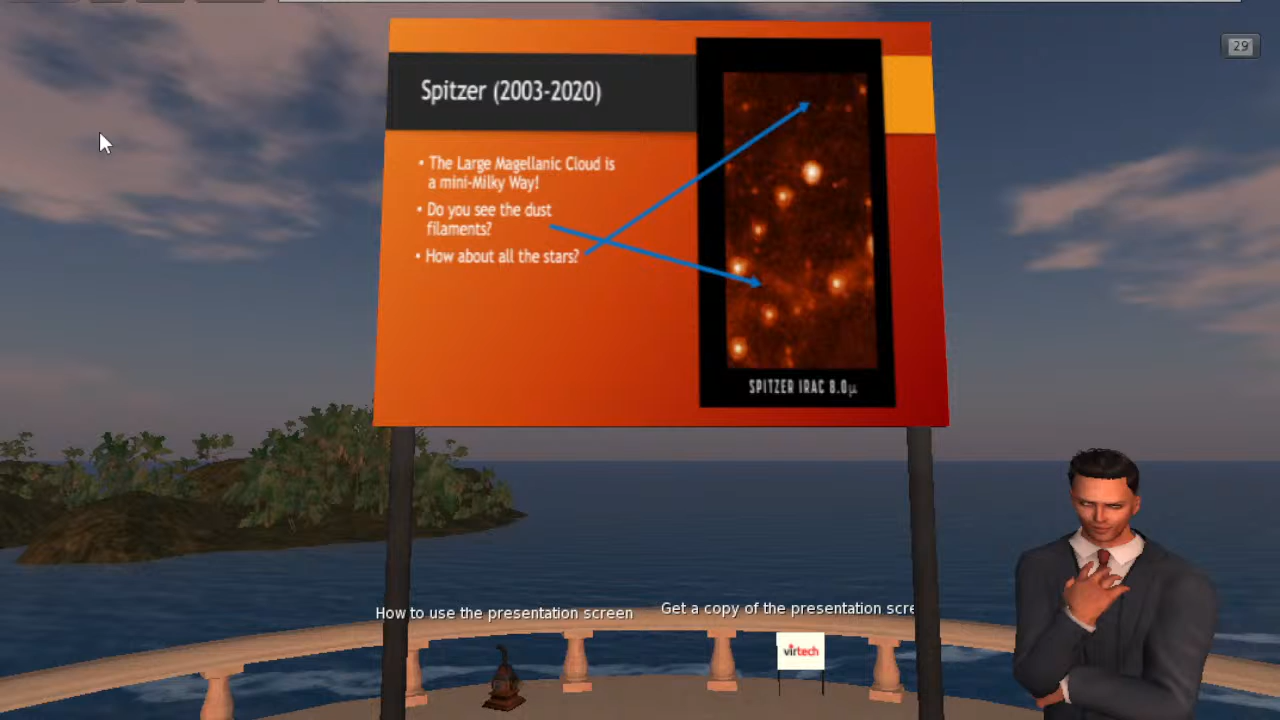 29
Spitzer (2003-2020)
• The Large Magellanic Cloud is
a mini-Milky Way!
• Do you see the dust
filaments?
• How about all the stars?
SPITZER IRAC 8.0µ
How to use the presentation screen
Get a copy of the presentation scre
virtech